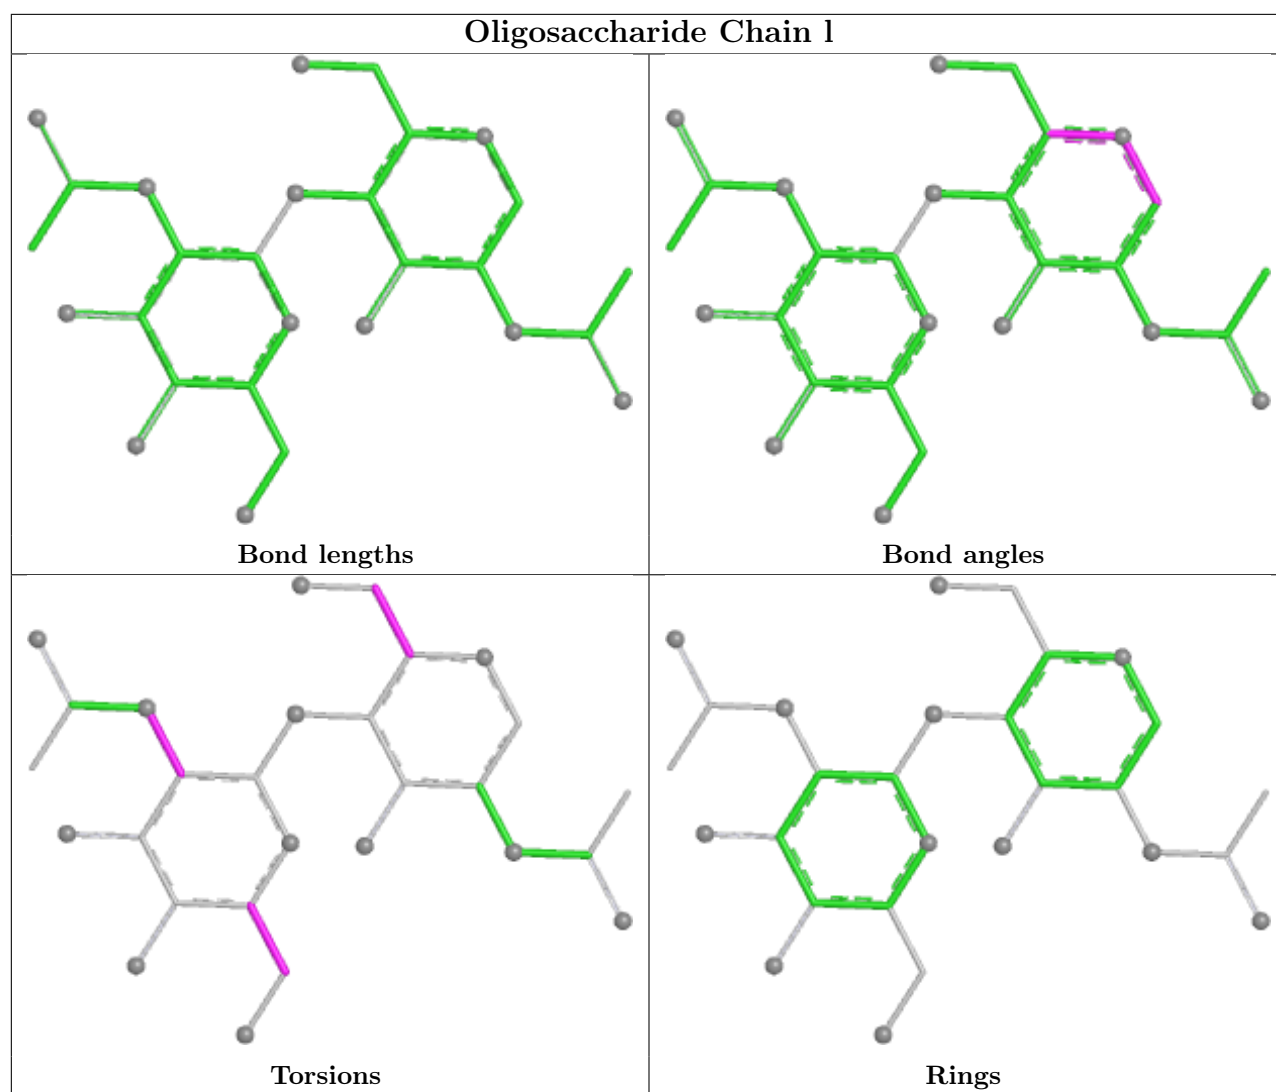 Oligosaccharide Chain l
Bond lengths
Bond angles
Torsions
Rings